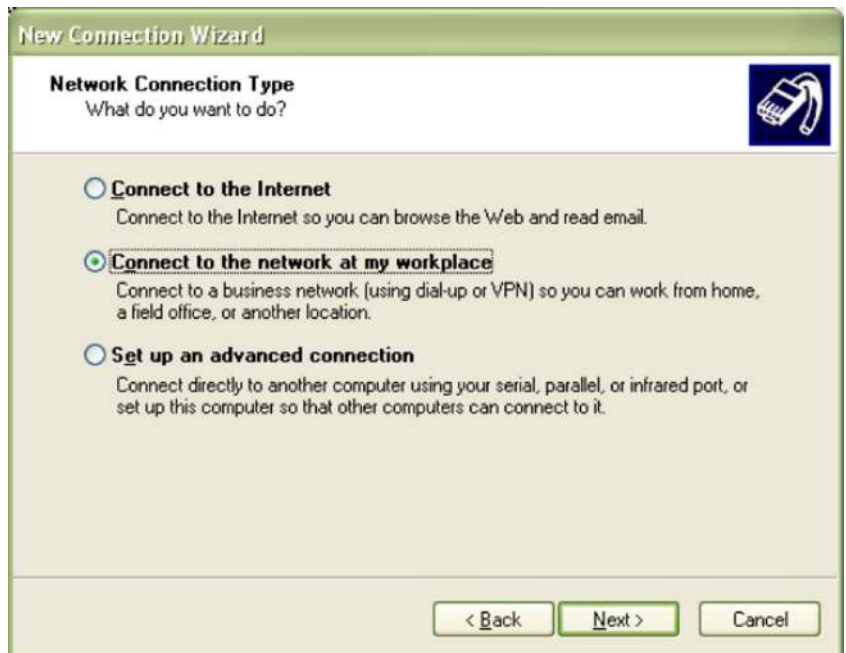 New Connection Wizard
Network Connection Type
What do you want to do?
Connect to the Internet
Connect to the Internet so you can browse the Web and read email.
Connect to the network at my workplace
Connect to a business network (using dial-up or VPN) so you can work from home,
a field office, or another location.
Set up an advanced connection
Connect directly to another computer using your serial, parallel, or infrared port, or
set up this computer so that other computers can connect to it.
< Back Next > Cancel